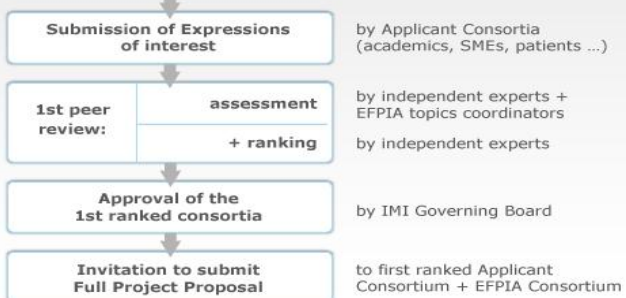 Submission of Expressions
of interest
by Applicant Consortia
(academics, SMEs, patients ...)
1st peer
review:
assessment
by independent experts +
EFPIA topics coordinators
+ ranking
by independent experts
Approval of the
1st ranked consortia
by IMI Governing Board
Invitation to submit
Full Project Proposal
to first ranked Applicant
Consortium + EFPIA Consortium